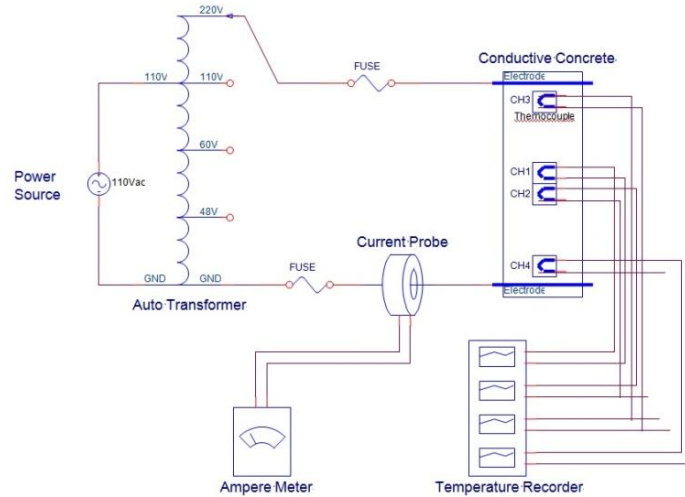 220V
FUSE
Conductive Concrete
Electrode
110V
110V
CH3
Themocouple
60V
CH1
Power
Source
110Vac
CH2
48V
Current Probe
CH4
FUSE
GND
GND
Electrode
Auto Transformer
Ampere Meter
Temperature Recorder